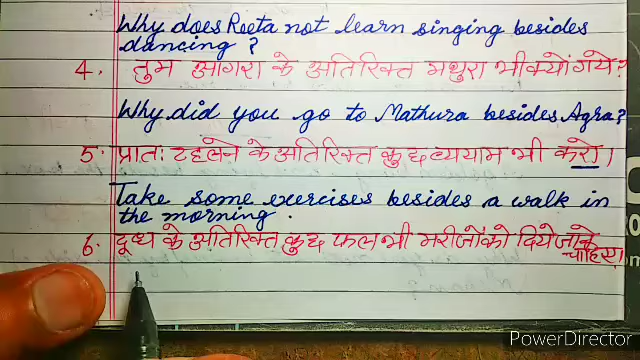 Why does Reeta not learn singing besides
dancing ?
4. तुम आगरा के अतिरिक्त मथुरा भी क्यों गये?
Why did you go to Mathura besides Agra?
5. प्रातः टहलने के अतिरिक्त कुछ व्ययाम भी करो।
Take some exercises besides a walk in
the morning.
6. दूध के अतिरिक्त कुछ फल भी मरीजों को दिये जाने
चाहिए।
PowerDirector